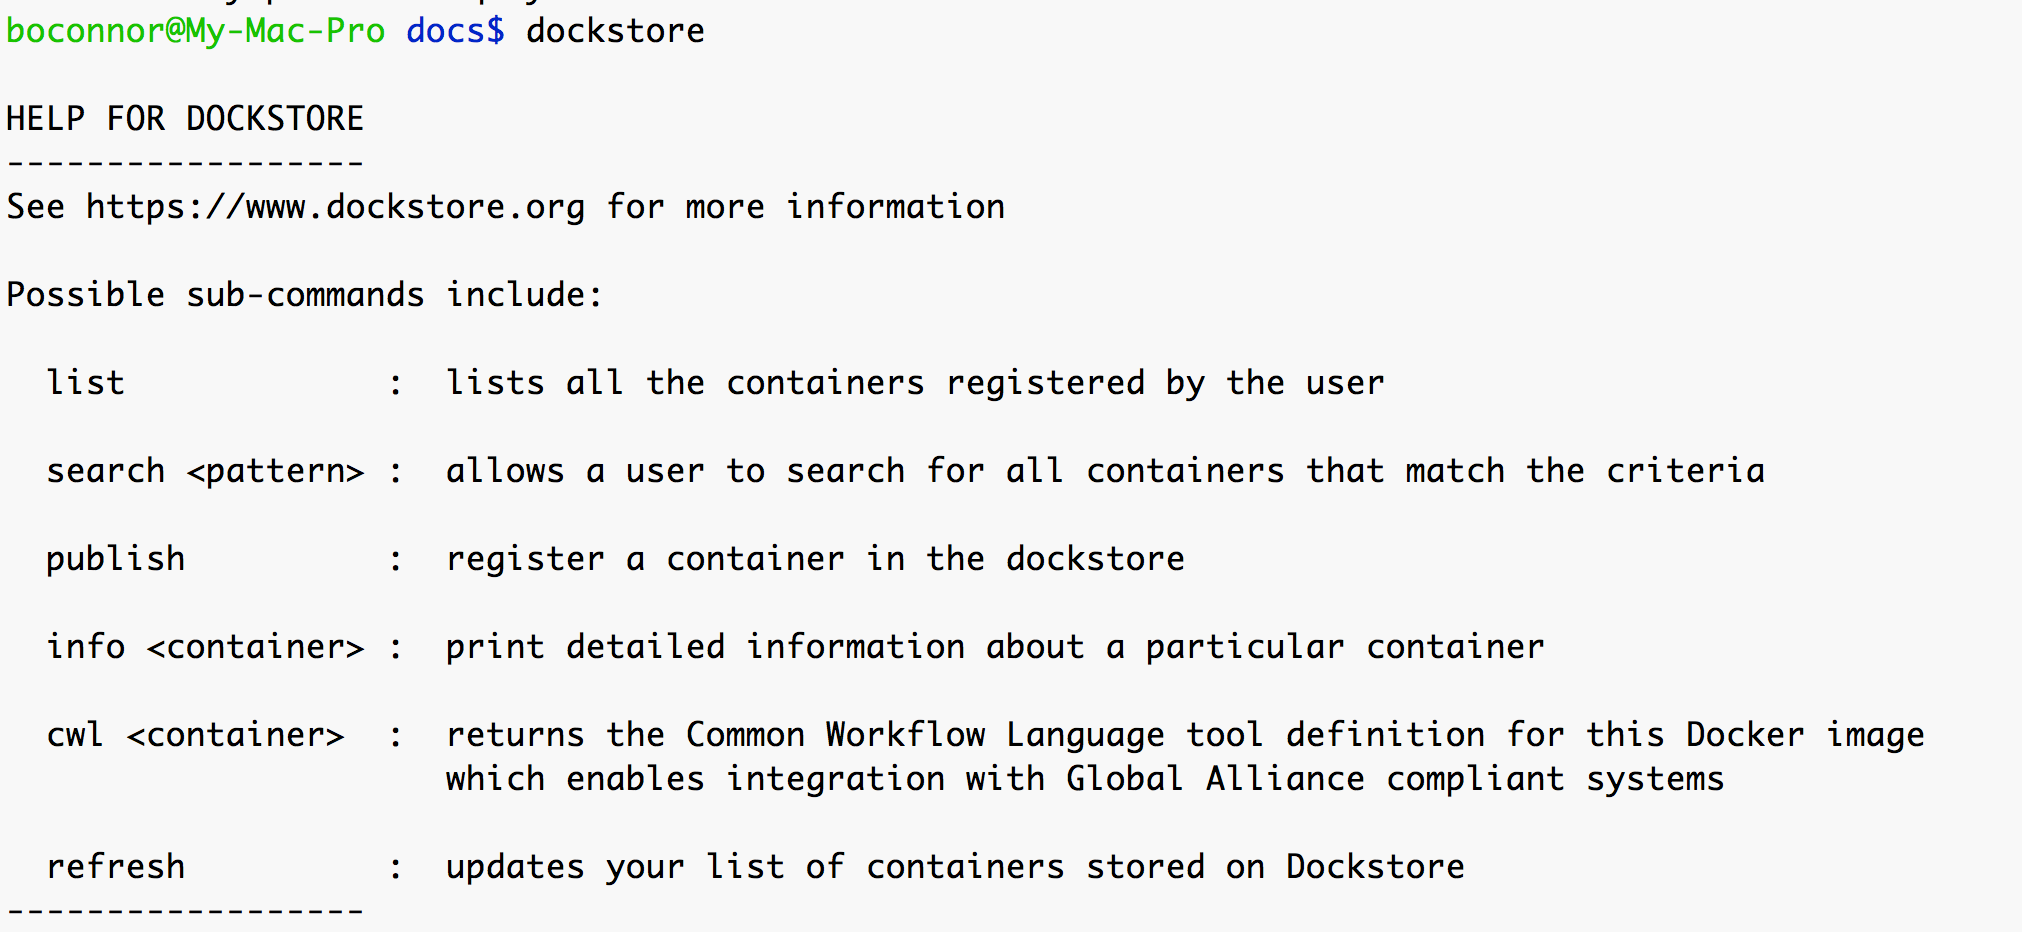 boconnor@My-Mac-Pro docs$ dockstore
HELP FOR DOCKSTORE
------------------
See https://www.dockstore.org for more information
Possible sub-commands include:
list : lists all the containers registered by the user
search <pattern> : allows a user to search for all containers that match the criteria
publish : register a container in the dockstore
info <container> : print detailed information about a particular container
cwl <container> : returns the Common Workflow Language tool definition for this Docker image
which enables integration with Global Alliance compliant systems
refresh : updates your list of containers stored on Dockstore
------------------